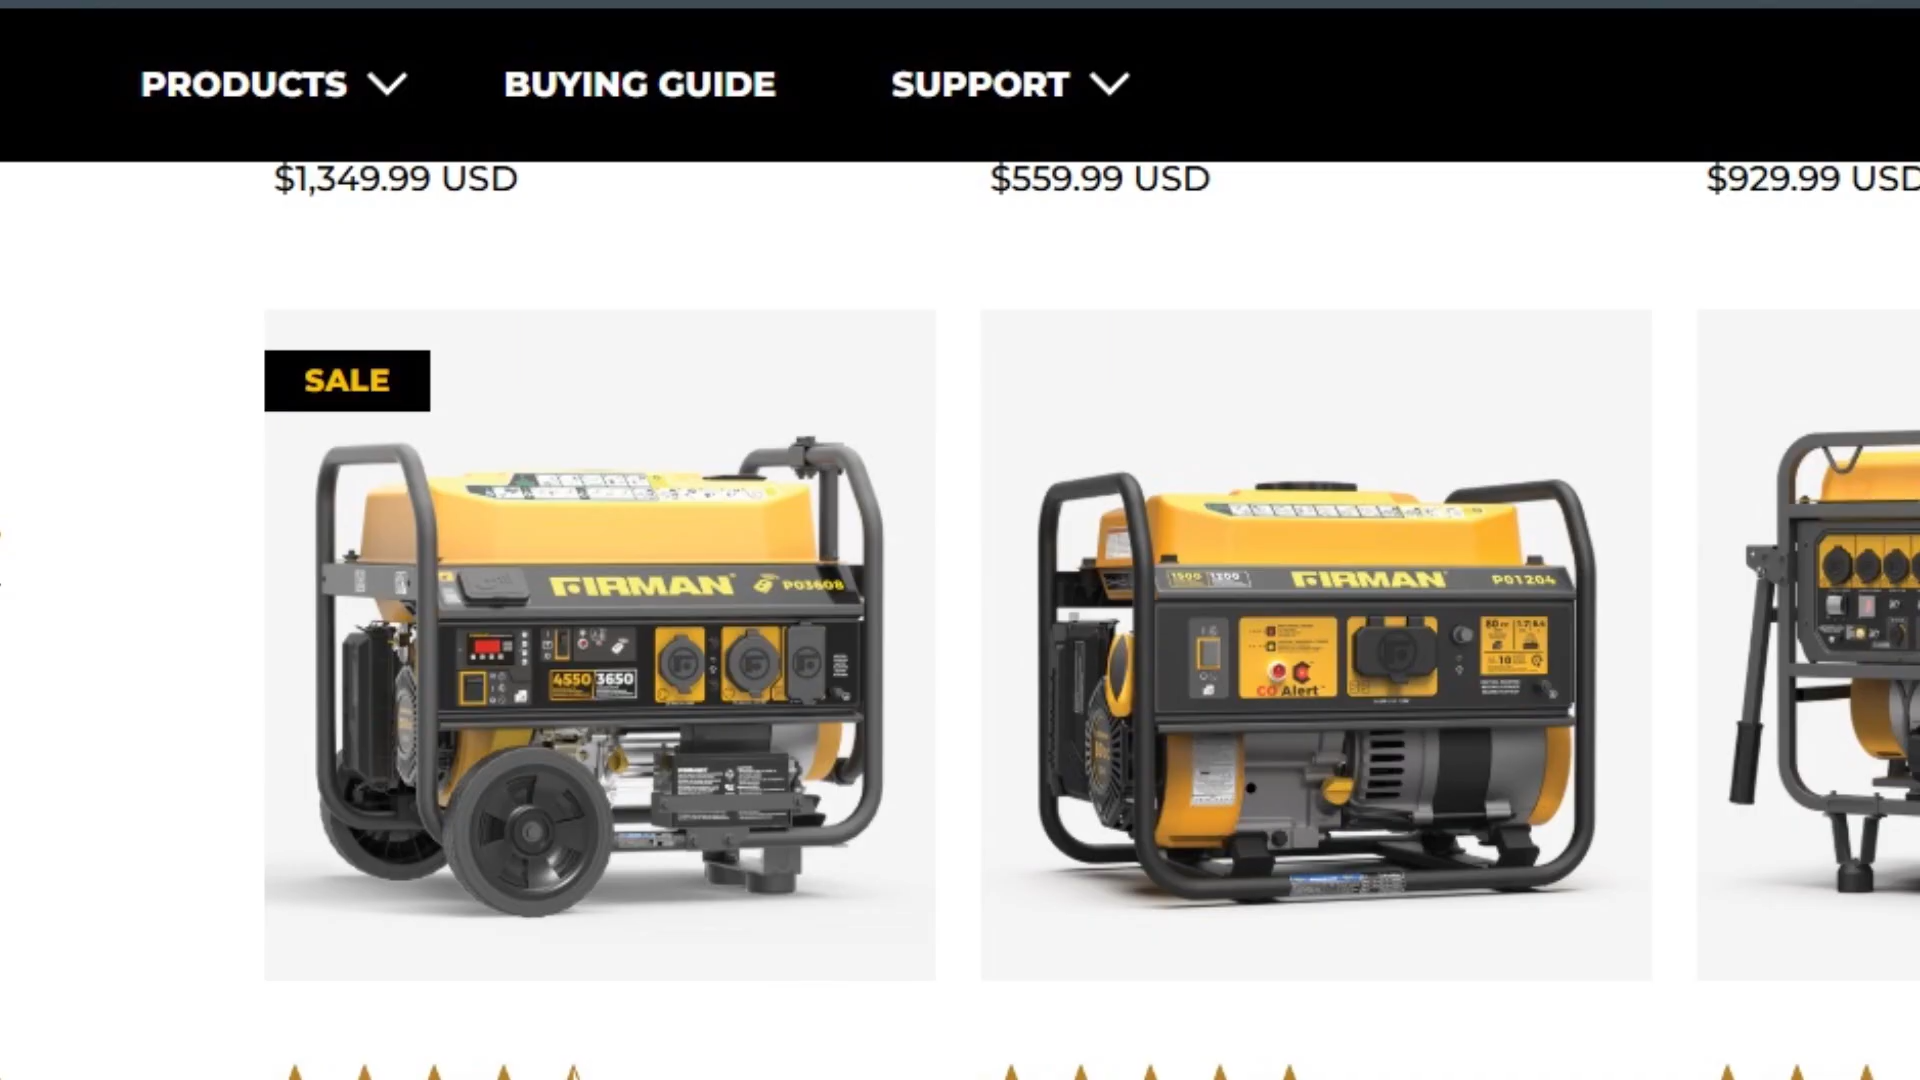 PRODUCTS
BUYING GUIDE
SUPPORT
$1,349.99 USD
$559.99 USD
$929.99 USD
SALE
FIRMAN
P03608
4550 3650
1500 1200
FIRMAN
P01204
CO Alert